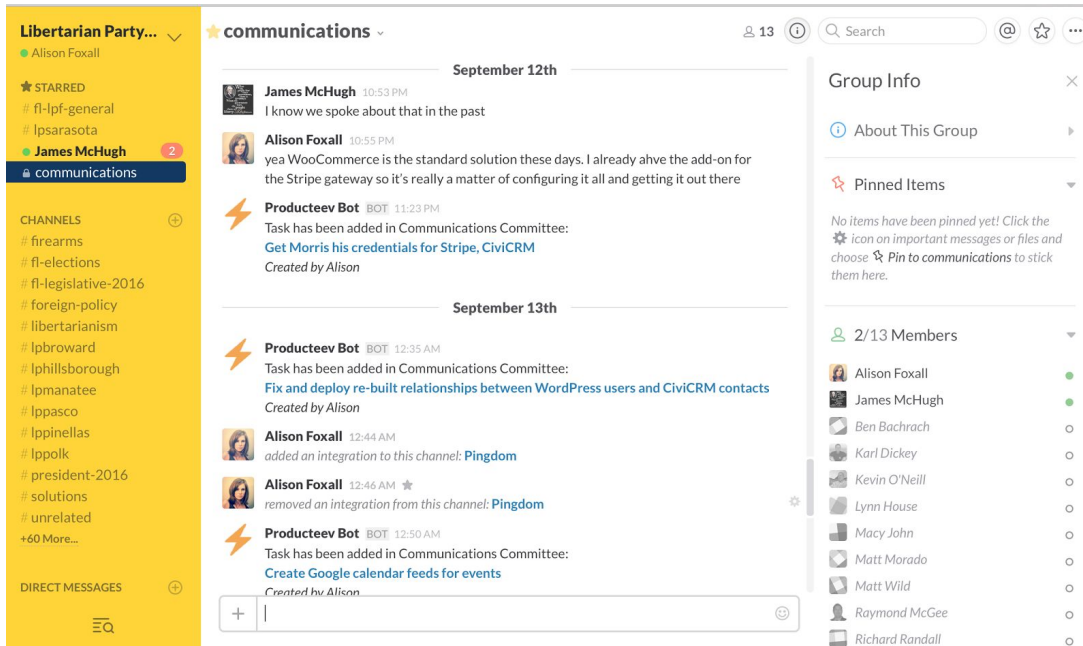 Libertarian Party...
Alison Foxall
STARRED
# fl-lpf-general
# lpsarasota
James McHugh 2
communications
CHANNELS
# firearms
# fl-elections
# fl-legislative-2016
# foreign-policy
# libertarianism
# lpbroward
# lphillsborough
# lpmanatee
# lppasco
# lppinellas
# lppolk
# president-2016
# solutions
# unrelated
+60 More...
DIRECT MESSAGES
communications
13
Search
September 12th
James McHugh 10:53 PM
I know we spoke about that in the past
Alison Foxall 10:55 PM
yea WooCommerce is the standard solution these days. I already ahve the add-on for
the Stripe gateway so it's really a matter of configuring it all and getting it out there
Producteev Bot BOT 11:23 PM
Task has been added in Communications Committee:
Get Morris his credentials for Stripe, CiviCRM
Created by Alison
September 13th
Producteev Bot BOT 12:35 AM
Task has been added in Communications Committee:
Fix and deploy re-built relationships between WordPress users and CiviCRM contacts
Created by Alison
Alison Foxall 12:44 AM
added an integration to this channel: Pingdom
Alison Foxall 12:46 AM
removed an integration from this channel: Pingdom
Producteev Bot BOT 12:50 AM
Task has been added in Communications Committee:
Create Google calendar feeds for events
Created by Alison
Group Info
About This Group
Pinned Items
No items have been pinned yet! Click the
icon on important messages or files and
choose Pin to communications to stick
them here.
2/13 Members
Alison Foxall
James McHugh
Ben Bachrach
Karl Dickey
Kevin O'Neill
Lynn House
Macy John
Matt Morado
Matt Wild
Raymond McGee
Richard Randall